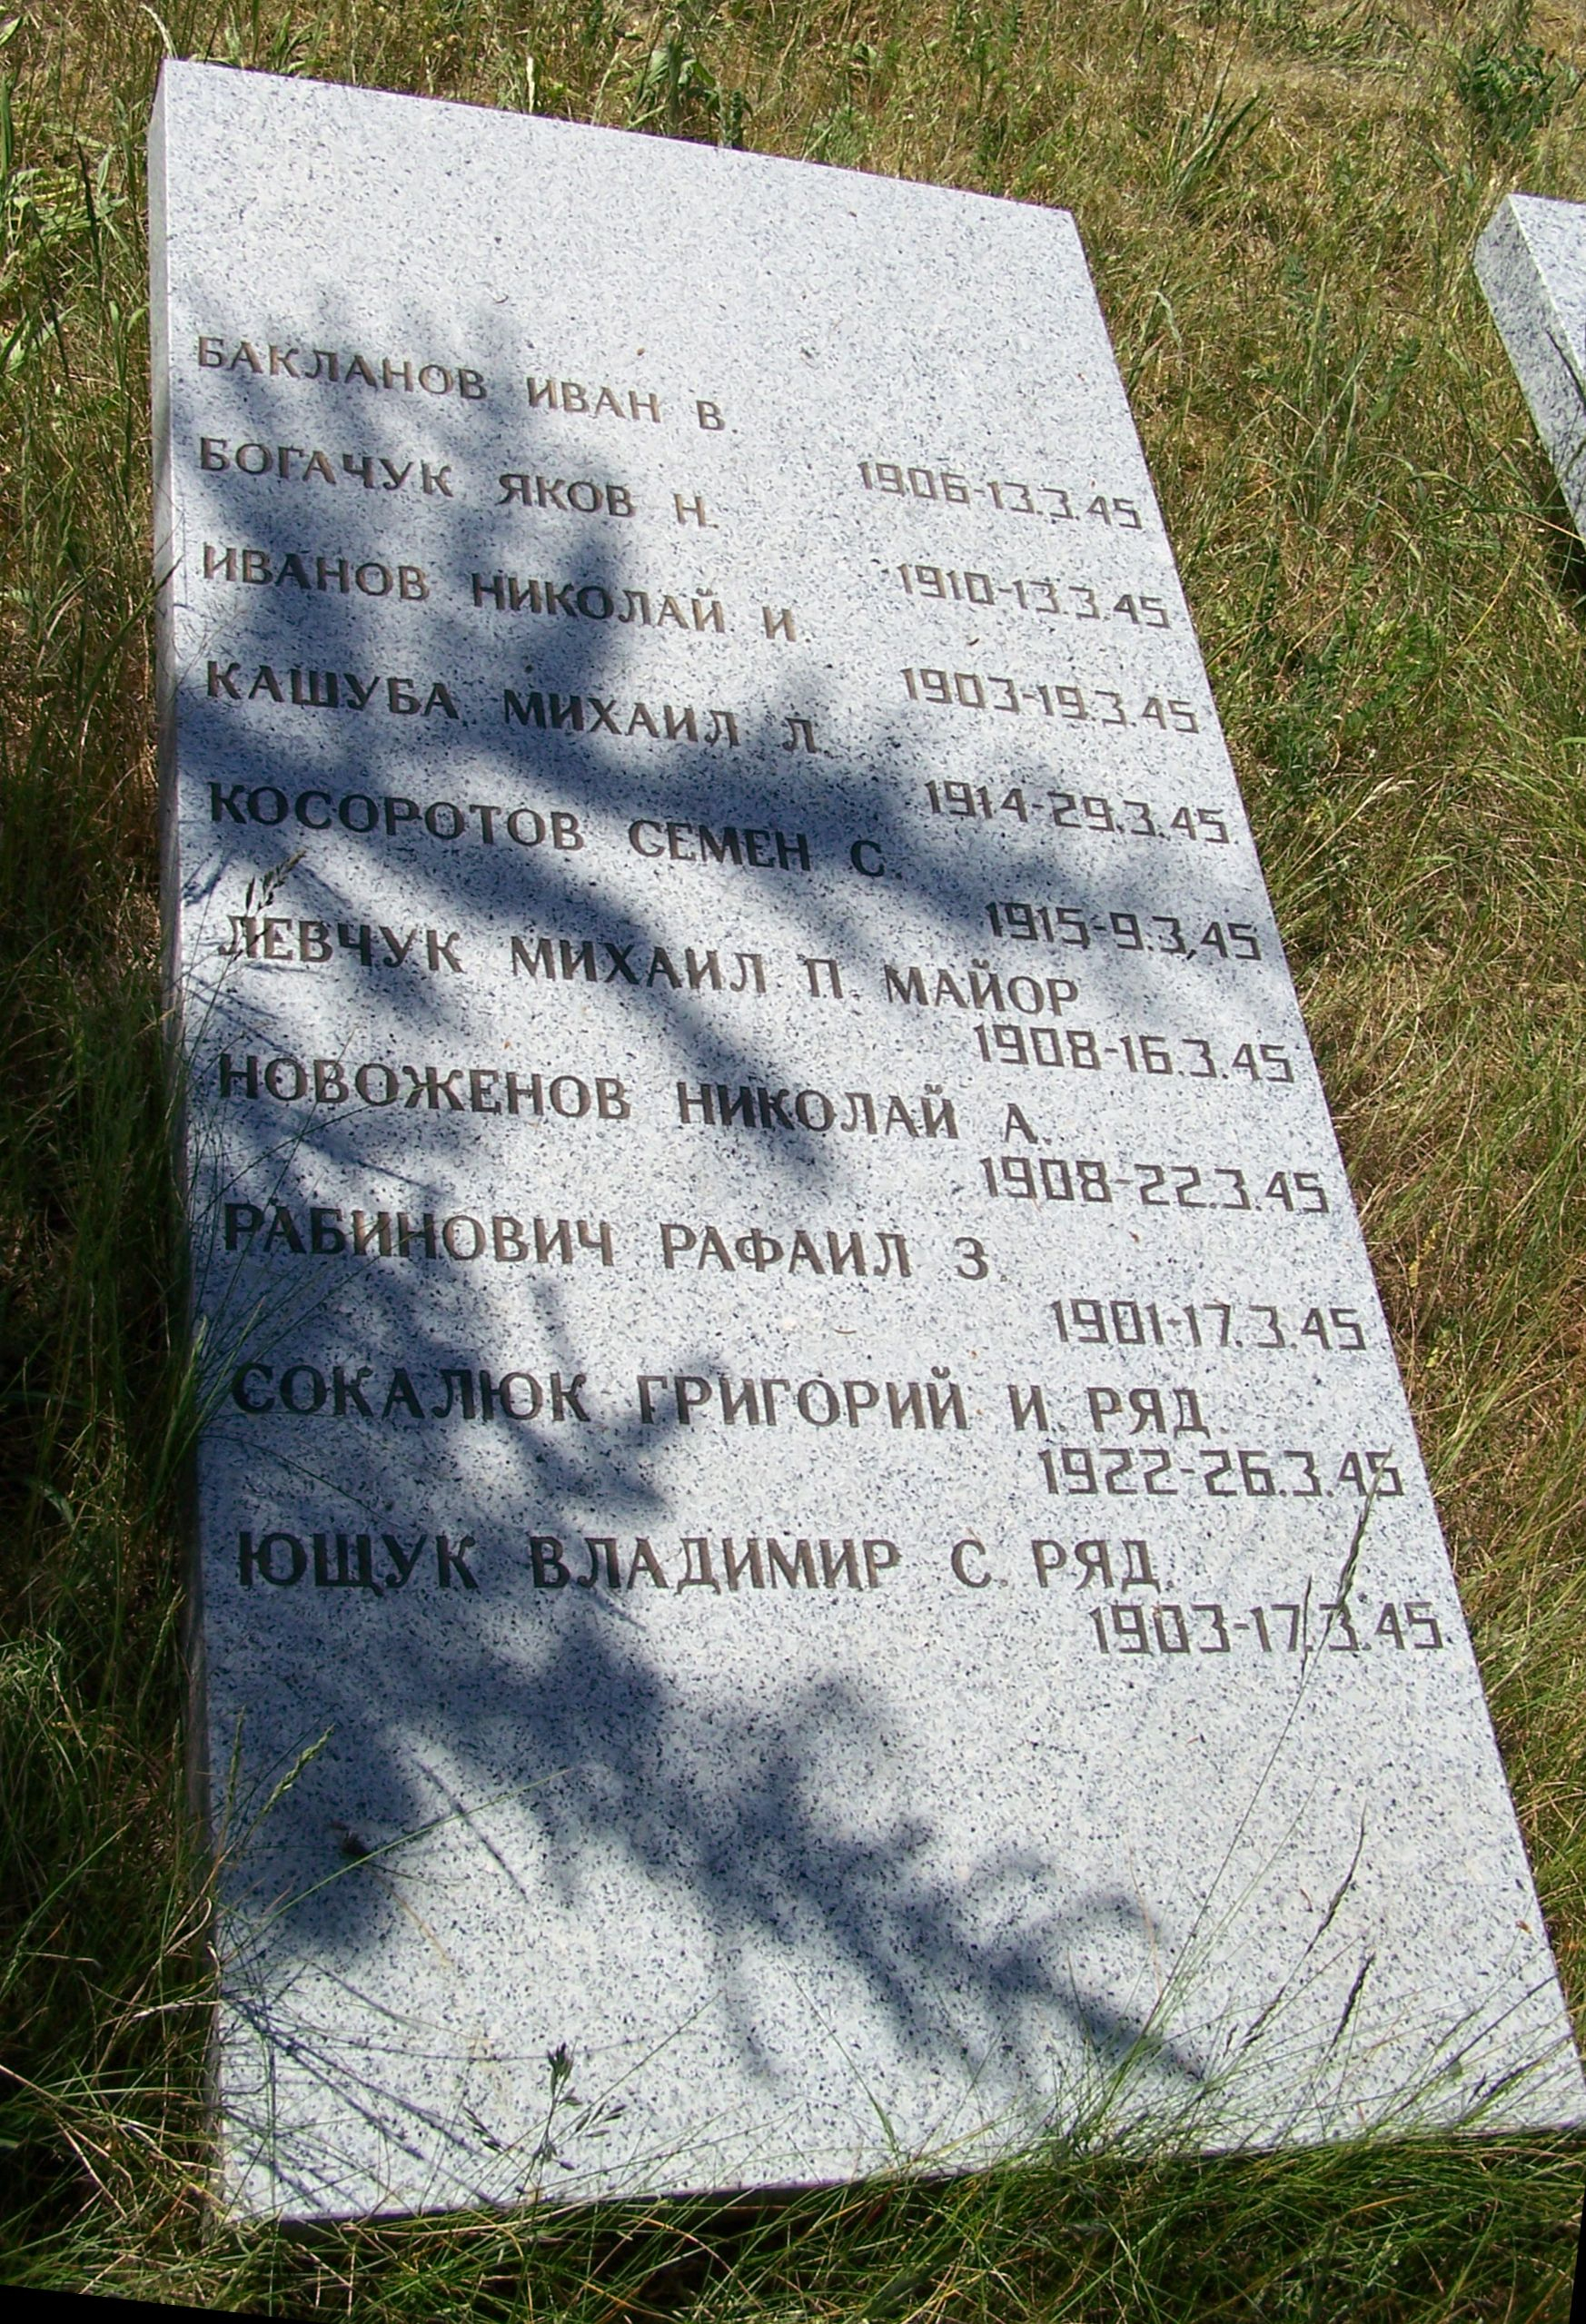 БАКЛАНОВ ИВАН В.
1906-13.3.45
БОГАЧУК ЯКОВ Н.
1910-13.3.45
ИВАНОВ НИКОЛАЙ И.
1903-19.3.45
КАШУБА МИХАИЛ Л.
1914-29.3.45
КОСОРОТОВ СЕМЕН С.
1915-9.3,45
ЛЕВЧУК МИХАИЛ П. МАЙОР
1908-16.3.45
НОВОЖЕНОВ НИКОЛАЙ А.
1908-22.3.45
РАБИНОВИЧ РАФАИЛ З.
1901-17.3.45
СОКАЛЮК ГРИГОРИЙ И. РЯД.
1922-26.3.45
ЮЩУК ВЛАДИМИР С. РЯД.
1903-17.3.45